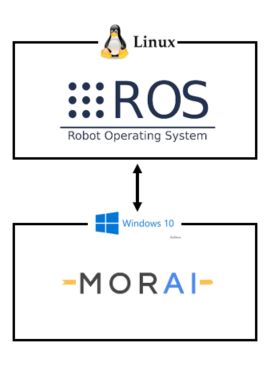 Linux
ROS
Robot Operating System
Windows 10
MORAI